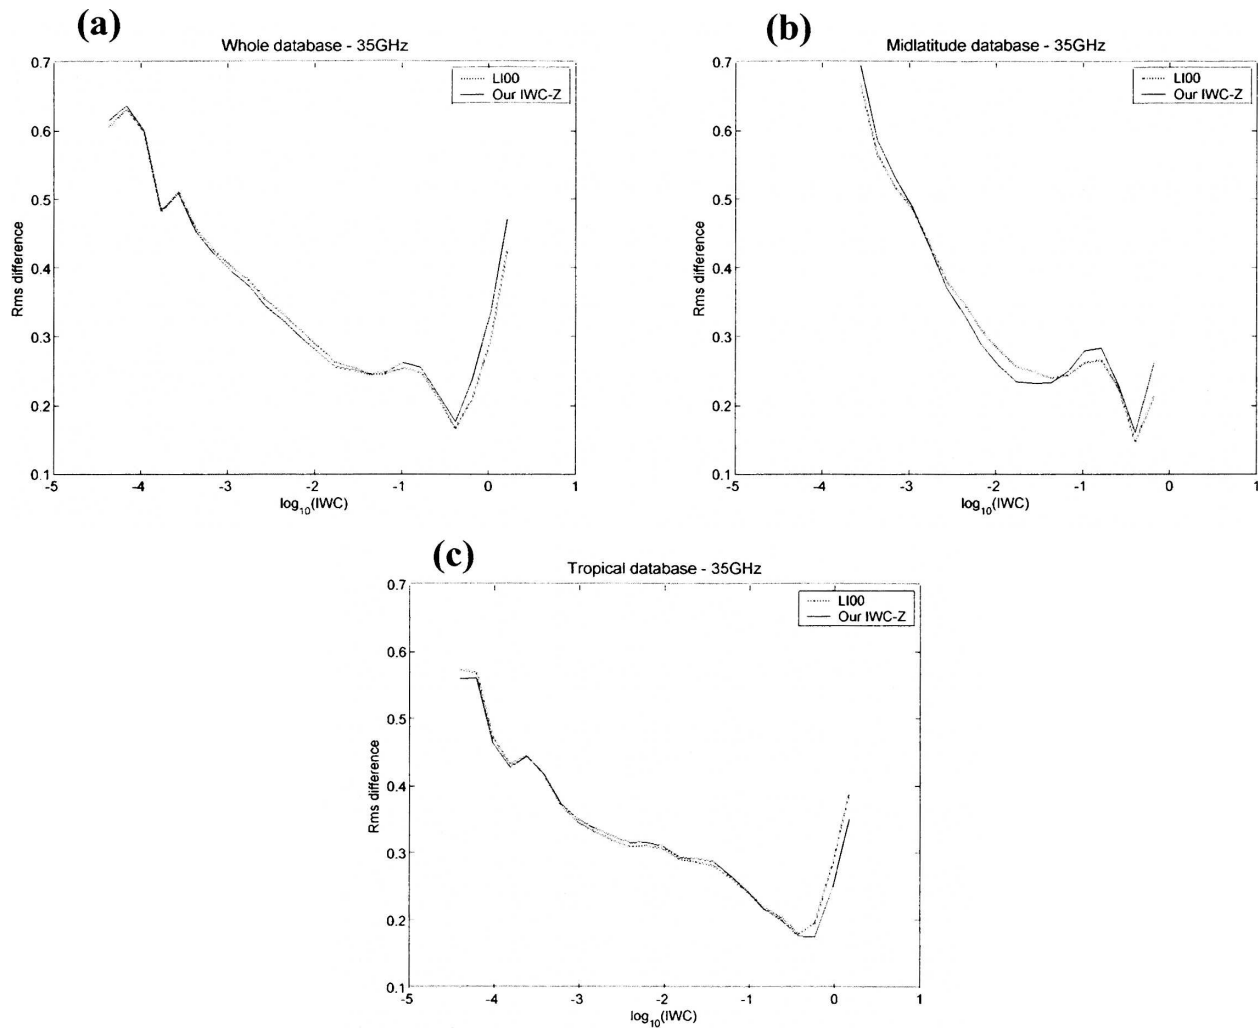 (a)
Whole database - 35GHz
LI00
Our IWC-Z
Rms difference
0.7
0.6
0.5
0.4
0.3
0.2
0.1
-5 -4 -3 -2 -1 0 1
log10(IWC)
(b)
Midlatitude database - 35GHz
LI00
Our IWC-Z
Rms difference
0.7
0.6
0.5
0.4
0.3
0.2
0.1
-5 -4 -3 -2 -1 0 1
log10(IWC)
(c)
Tropical database - 35GHz
LI00
Our IWC-Z
Rms difference
0.7
0.6
0.5
0.4
0.3
0.2
0.1
-5 -4 -3 -2 -1 0 1
log10(IWC)